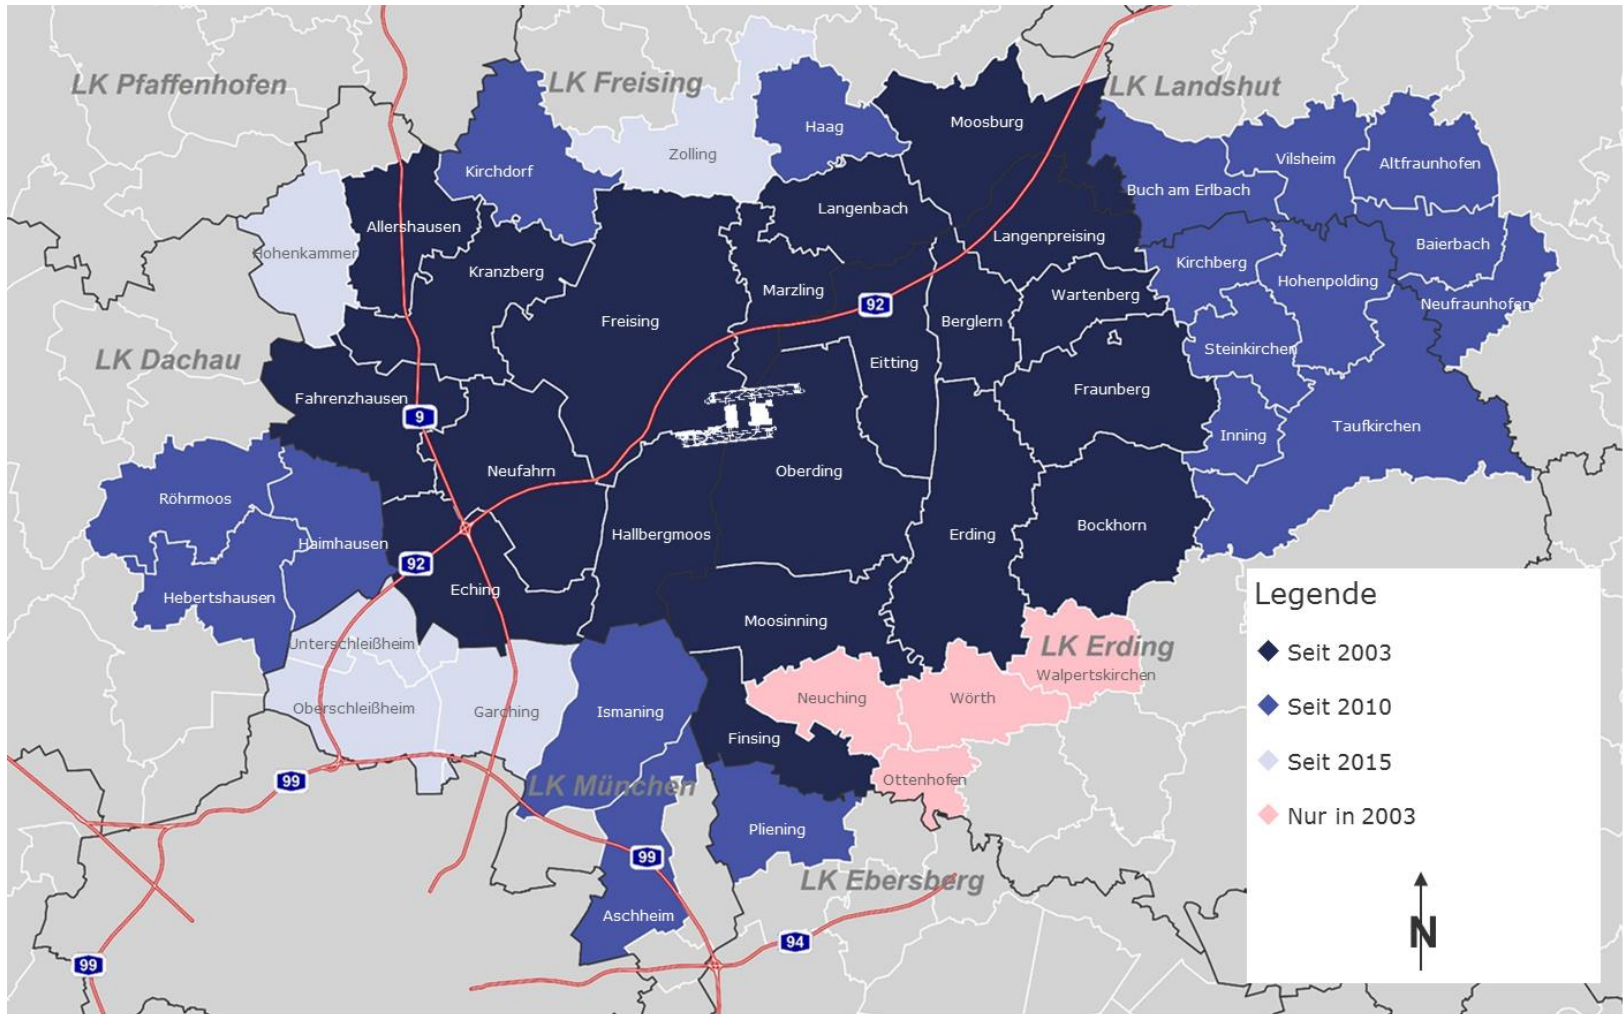 LK Pfaffenhofen
LK Freising
LK Landshut
Moosburg
Haag
Zolling
Kirchdorf
Vilsheim
Altfraunhofen
Buch am Erlbach
Langenbach
Allershausen
Langenpreising
Baierbach
Hohenkammer
Kirchberg
Kranzberg
Hohenpolding
Marzling
Wartenberg
Neufraunhofen
92
Freising
Berglern
Steinkirchen
LK Dachau
Eitting
Fraunberg
Fahrenzhausen
9
Taufkirchen
Inning
Neufahrn
Oberding
Röhrmoos
Bockhorn
Hallbergmoos
Erding
Haimhausen
92
Eching
Hebertshausen
Moosinning
Unterschleißheim
LK Erding
Walpertskirchen
Neuching
Wörth
Oberschleißheim
Garching
Ismaning
Finsing
Ottenhofen
99
LK München
Pliening
99
LK Ebersberg
Aschheim
94
99
Legende
Seit 2003
Seit 2010
Seit 2015
Nur in 2003
N